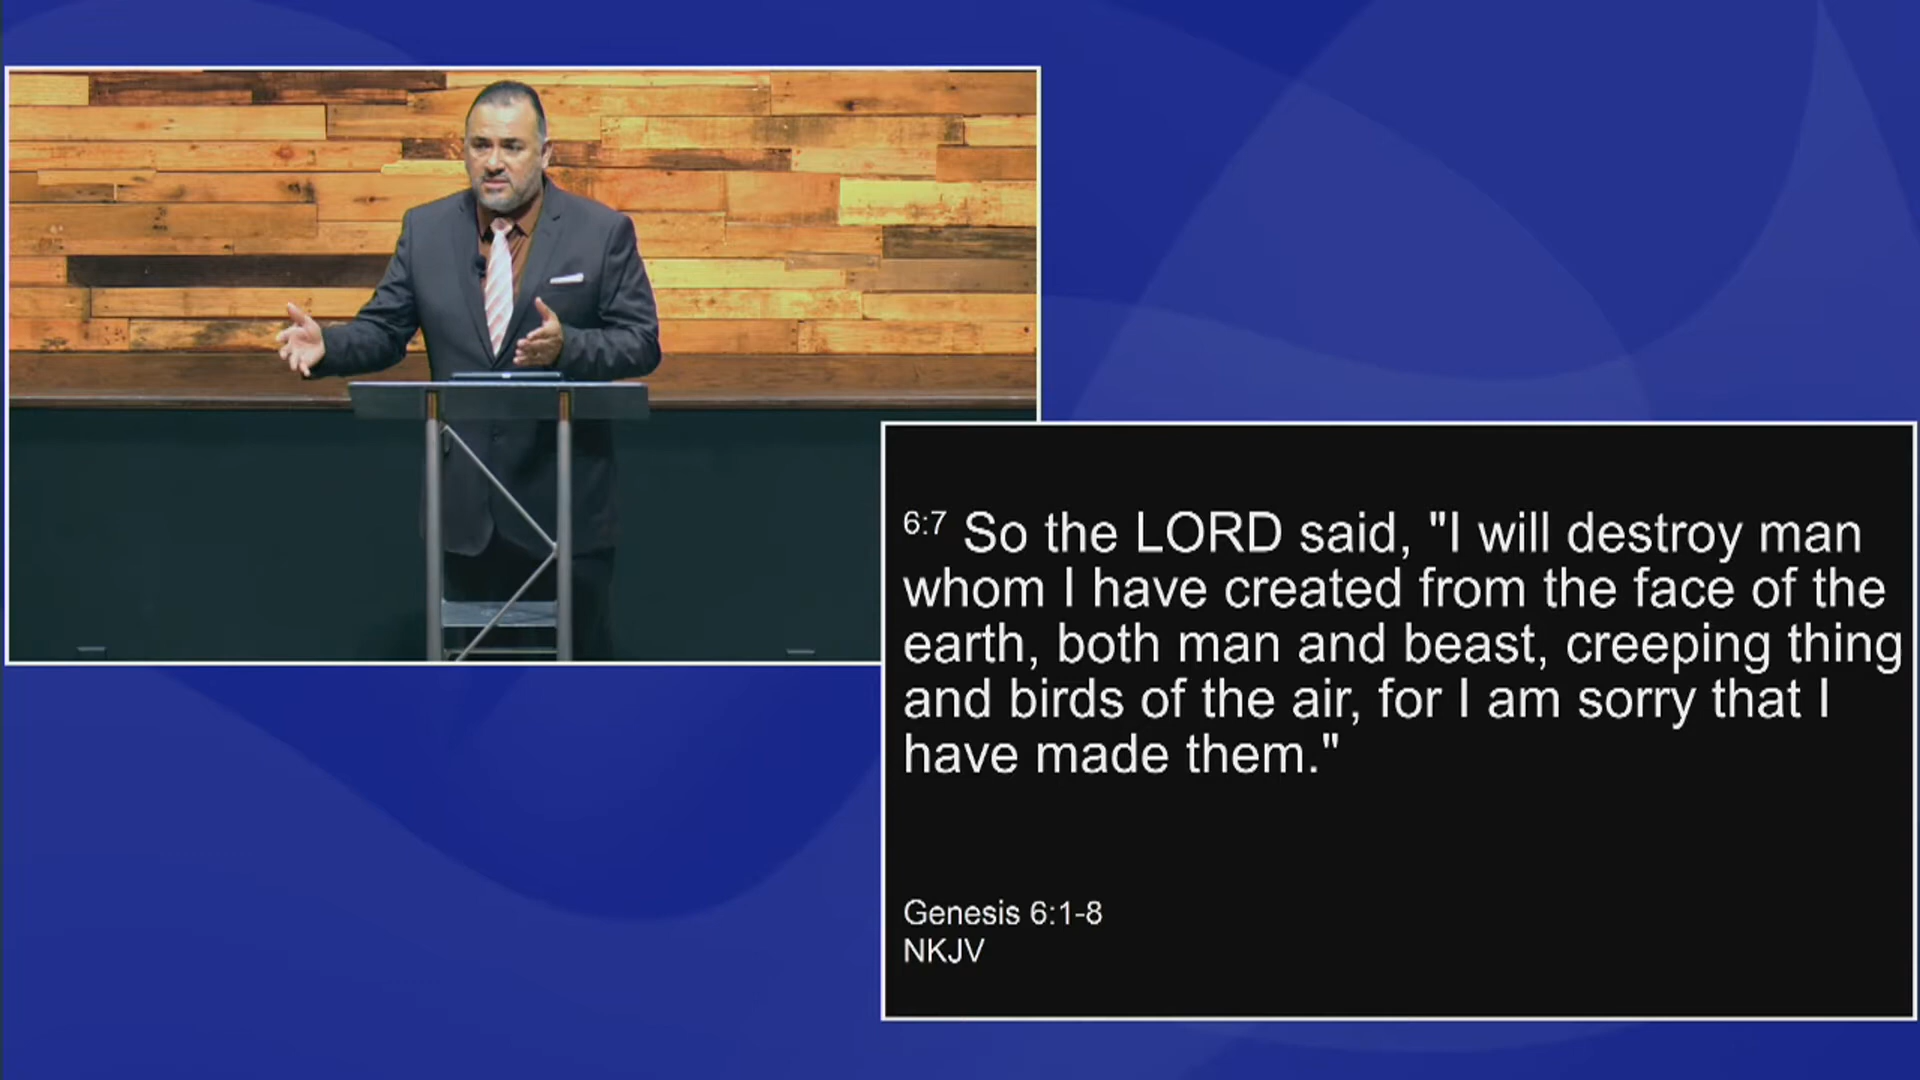 6:7 So the LORD said, "I will destroy man
whom I have created from the face of the
earth, both man and beast, creeping thing
and birds of the air, for I am sorry that I
have made them."
Genesis 6:1-8
NKJV